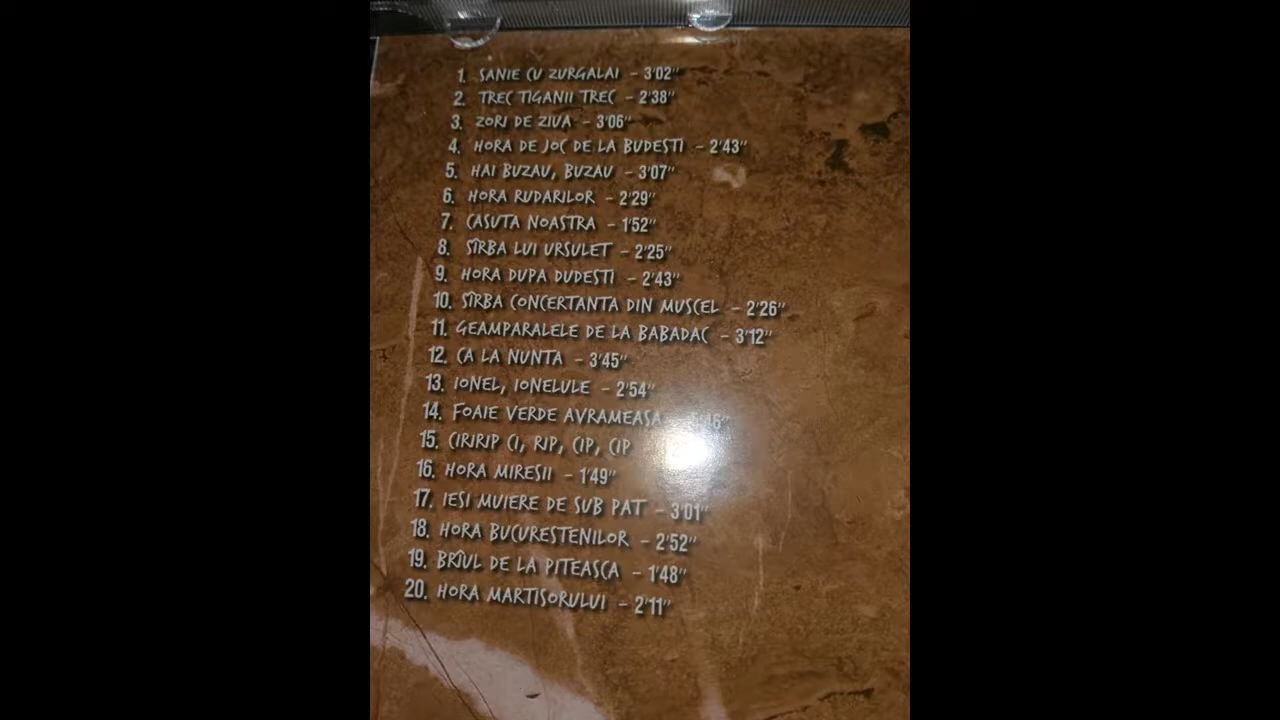 1. SANIE CU ZURGALAI - 3'02"
2. TREC TIGANII TREC - 2'38"
3. ZORI DE ZIUA - 3'06"
4. HORA DE JOC DE LA BUDESTI - 2'43"
5. HAI BUZAU, BUZAU - 3'07"
6. HORA RUDARILOR - 2'29"
7. CASUTA NOASTRA - 1'52"
8. SÎRBA LUI URSULET - 2'25"
9. HORA DUPA DUDESTI - 2'43"
10. SÎRBA CONCERTANTA DIN MUSCEL - 2'26"
11. GEAMPARALELE DE LA BABADAC - 3'12"
12. CA LA NUNTA - 3'45"
13. IONEL, IONELULE - 2'54"
14. FOAIE VERDE AVRAMEASA
15. CIRIRIP CI, RIP, CIP, CIP
16. HORA MIRESII - 1'49"
17. IESI MUIERE DE SUB PAT - 3'01"
18. HORA BUCURESTENILOR - 2'52"
19. BRÎUL DE LA PITEASCA - 1'48"
20. HORA MARTISORULUI - 2'11"